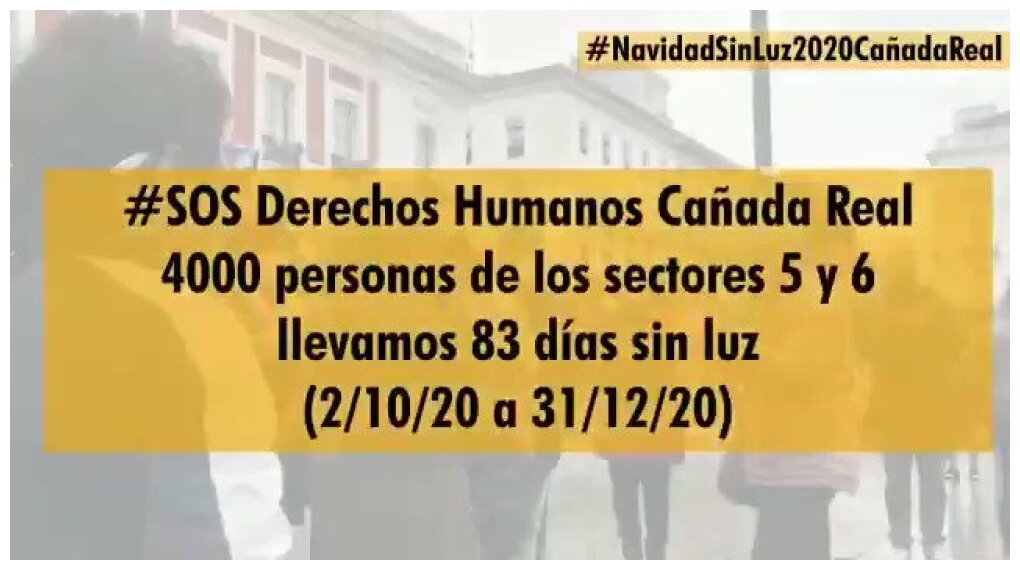 #NavidadSinLuz2020CañadaReal
#SOS Derechos Humanos Cañada Real
4000 personas de los sectores 5 y 6
llevamos 83 días sin luz
(2/10/20 a 31/12/20)